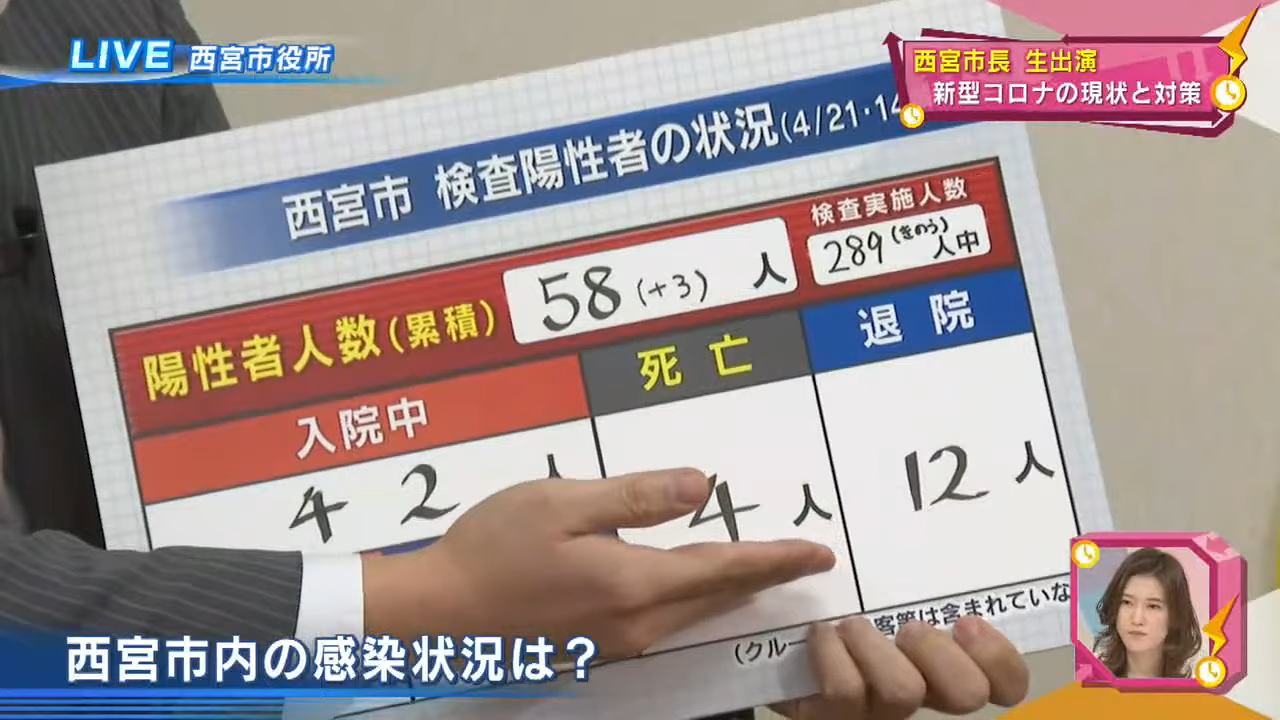 LIVE 西宮市役所
西宮市長 生出演
新型コロナの現状と対策
西宮市 検査陽性者の状況(4/21・14
検査実施人数
289(きのう)人中
陽性者人数(累積) 58(+3) 人
入院中 死亡 退院
42人 4人 12人
(クルー 客等は含まれていな
西宮市内の感染状況は？